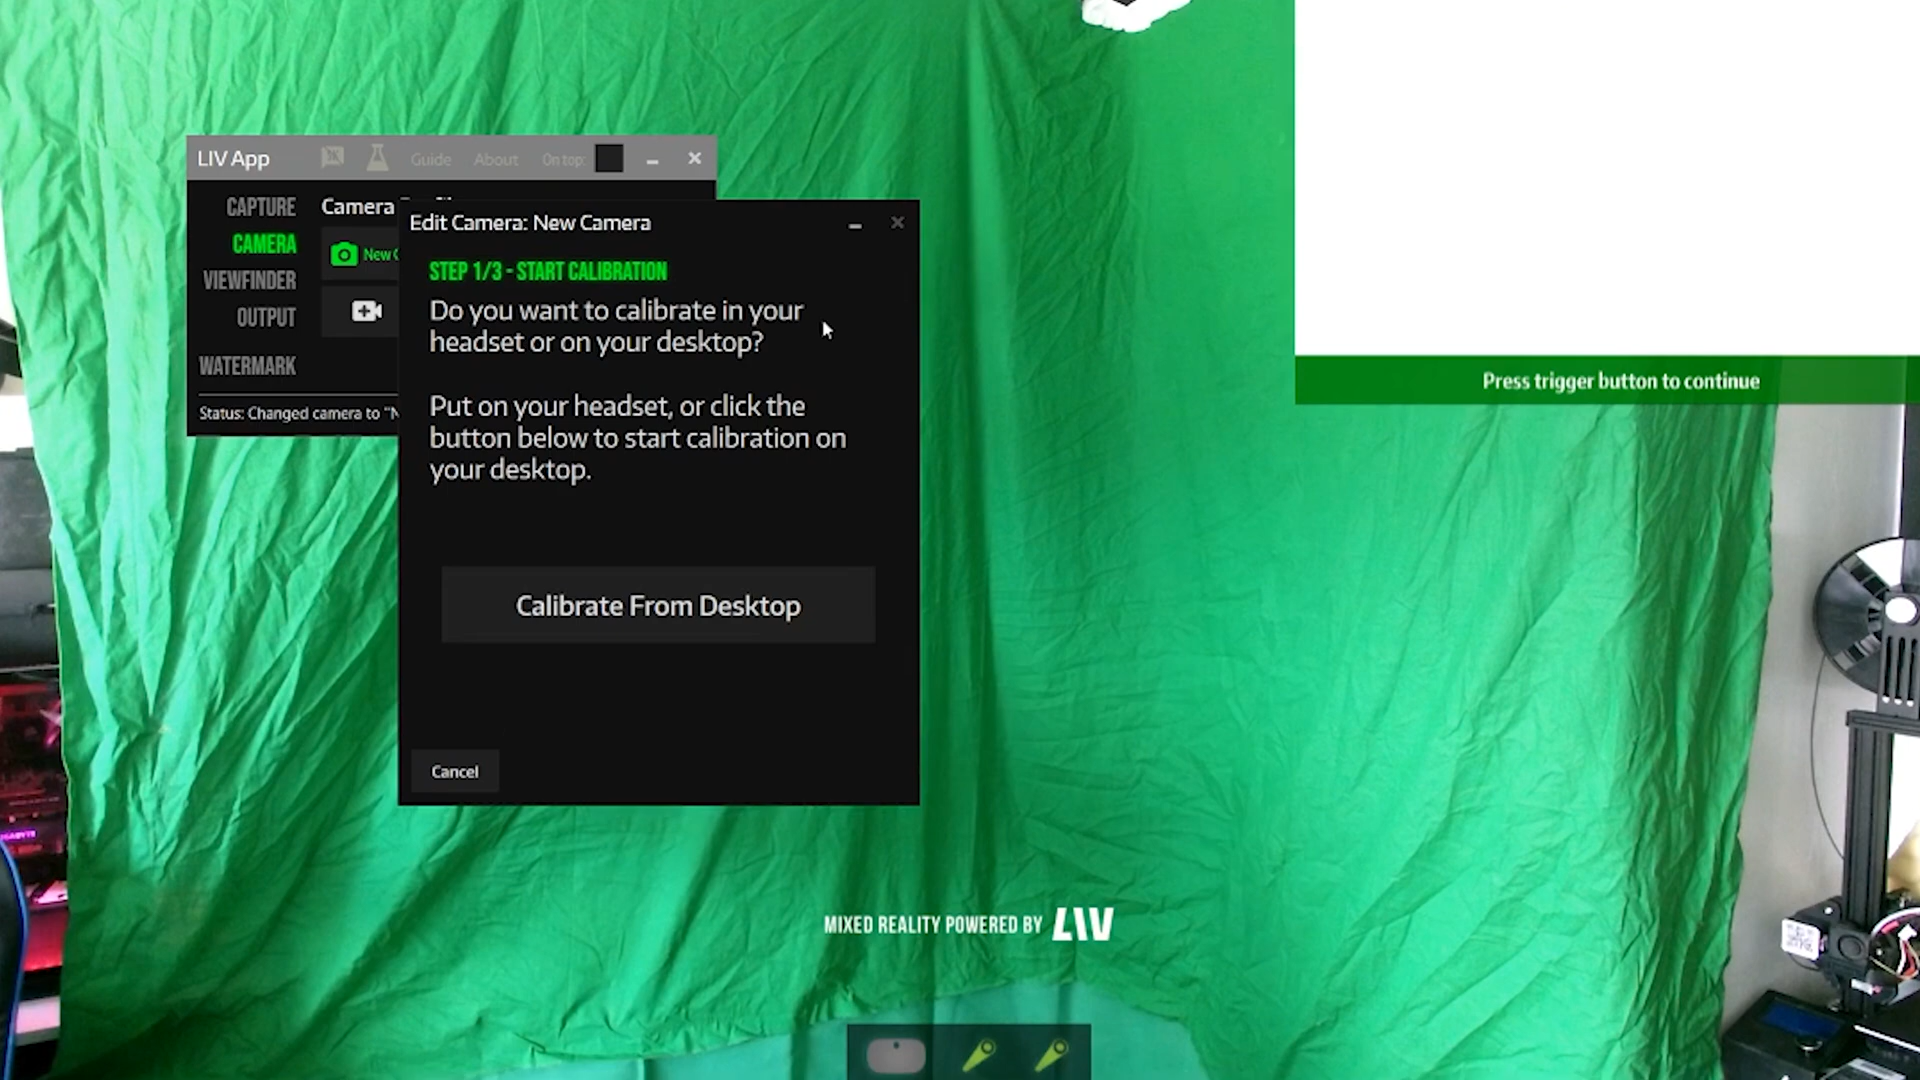 LIV App
Guide
About
On top:
CAPTURE
CAMERA
VIEWFINDER
OUTPUT
WATERMARK
Camera
New
Status: Changed camera to "N
Edit Camera: New Camera
STEP 1/3 - START CALIBRATION
Do you want to calibrate in your
headset or on your desktop?
Put on your headset, or click the
button below to start calibration on
your desktop.
Calibrate From Desktop
Cancel
Press trigger button to continue
MIXED REALITY POWERED BY LIV